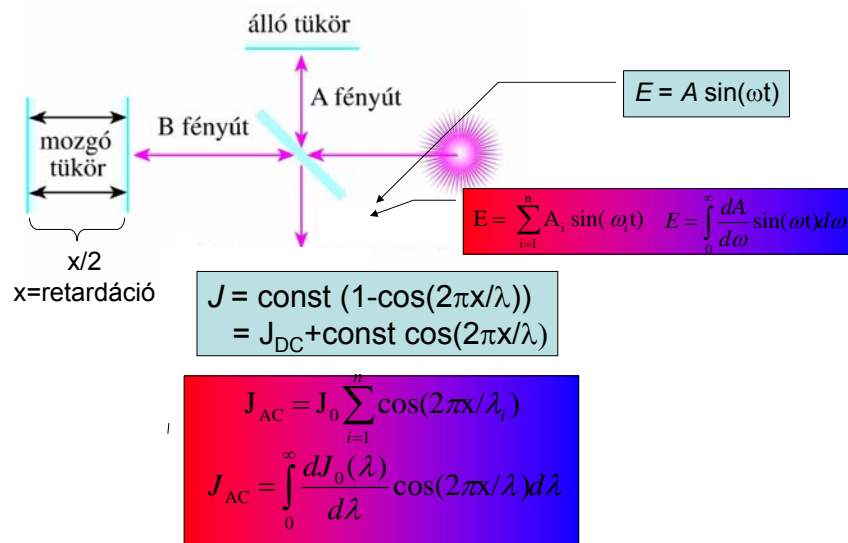 álló tükör
A fényút
E = A sin(ωt)
B fényút
mozgó
tükör
E = ∑_{i=1}^{n} A_i sin( ω_i t)   E = ∫_0^∞ dA/dω sin(ωt)dω
x/2
x=retardáció
J = const (1-cos(2πx/λ))
= J_DC+const cos(2πx/λ)
J_AC = J_0 ∑_{i=1}^{n} cos(2πx/λ_i)
J_AC = ∫_0^∞ dJ_0(λ)/dλ cos(2πx/λ)dλ